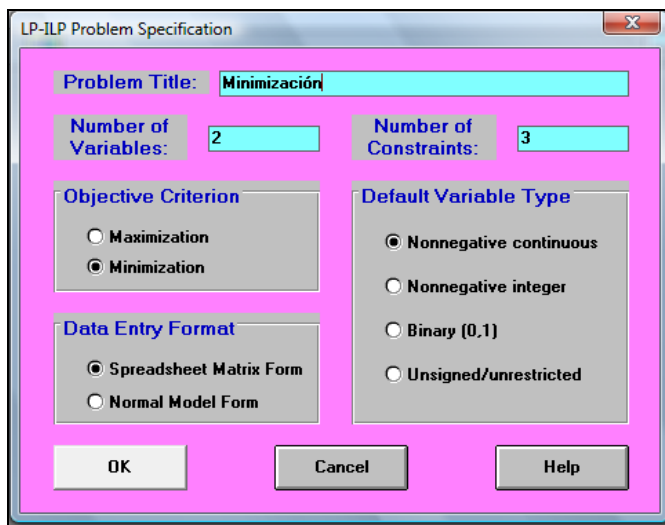 LP-ILP Problem Specification
Problem Title: Minimización
Number of Variables: 2
Number of Constraints: 3
Objective Criterion
Maximization
Minimization
Data Entry Format
Spreadsheet Matrix Form
Normal Model Form
Default Variable Type
Nonnegative continuous
Nonnegative integer
Binary (0,1)
Unsigned/unrestricted
OK
Cancel
Help